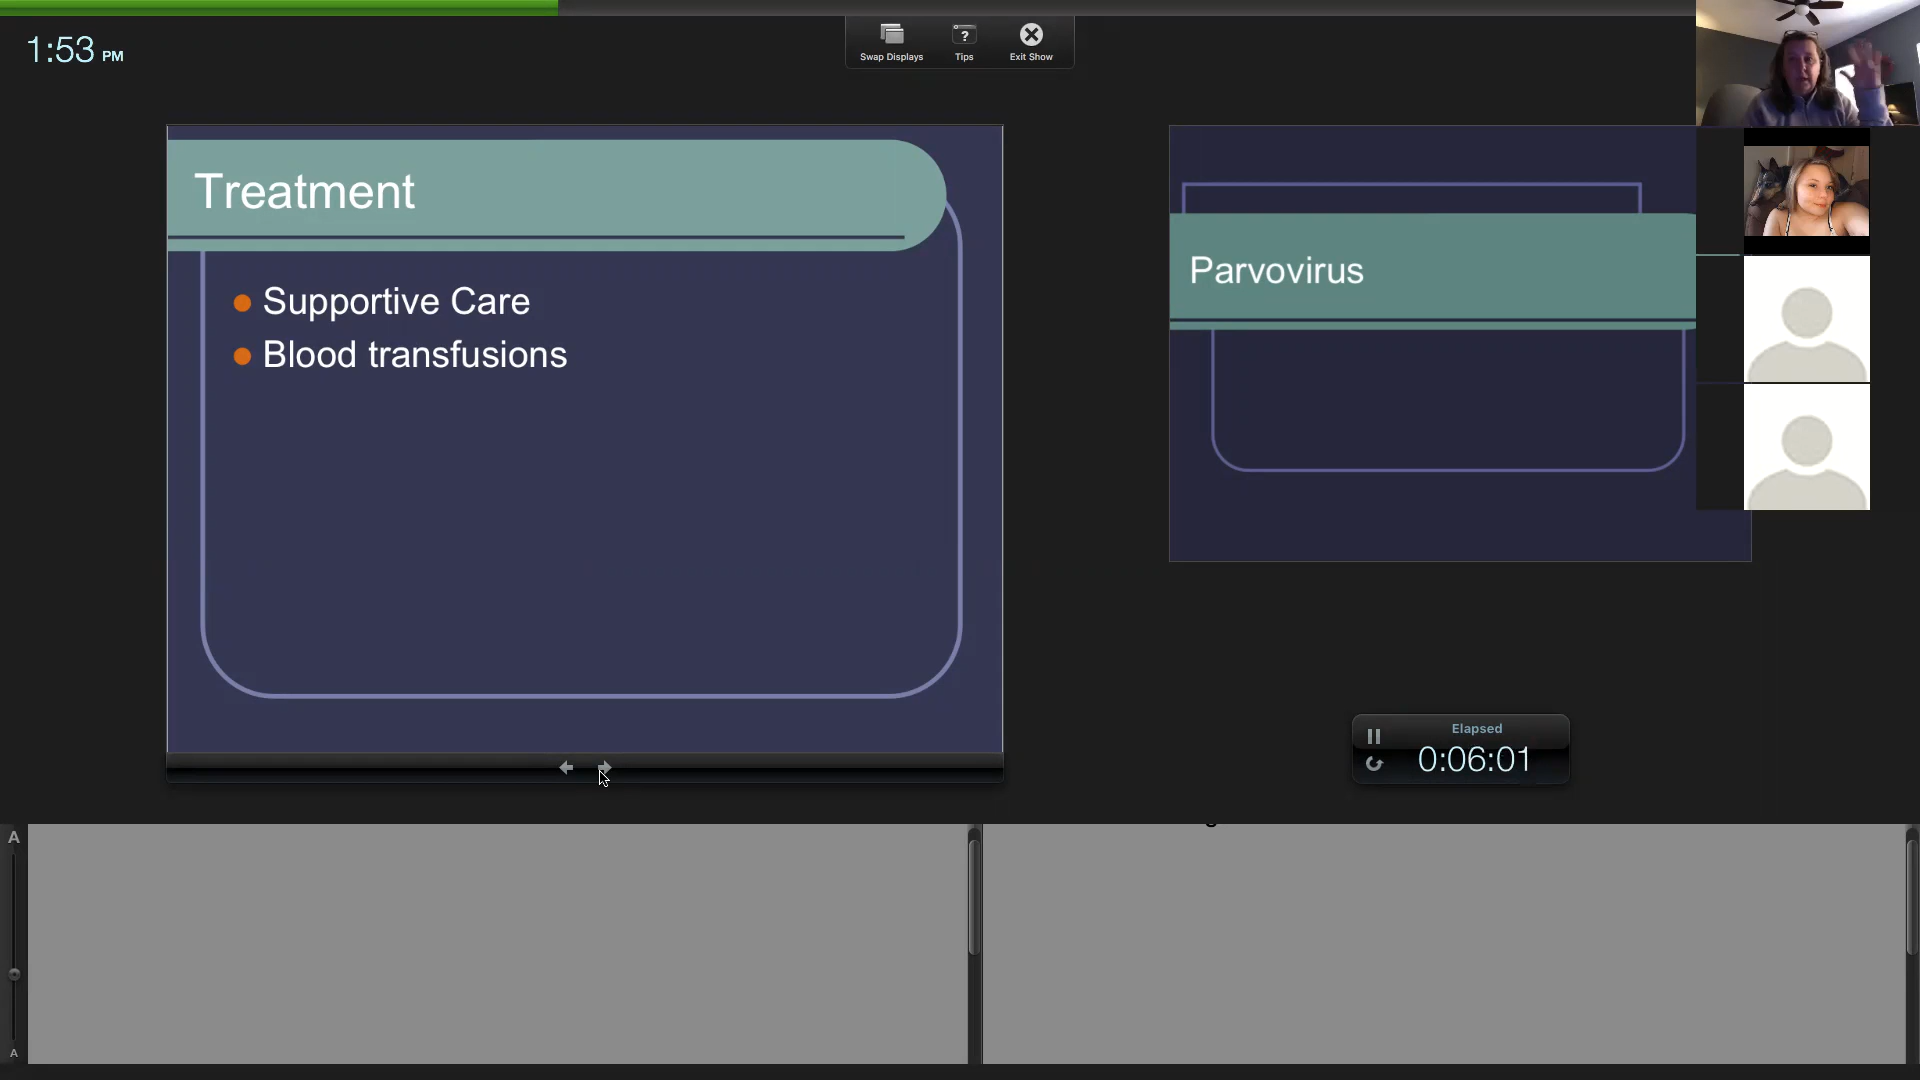 1:53 PM
Swap Displays
Tips
Exit Show
Treatment
Supportive Care
Blood transfusions
Parvovirus
Elapsed
0:06:01
A
A